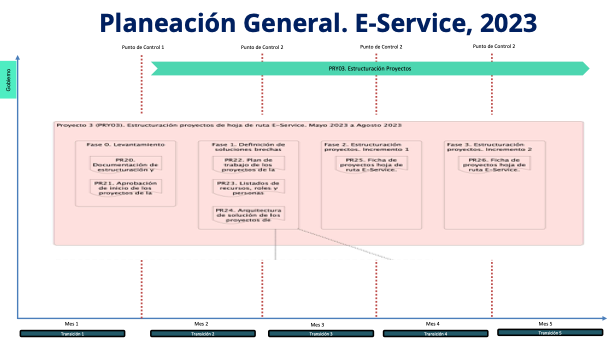 Planeación General. E-Service, 2023
Punto de Control 1
Punto de Control 2
Punto de Control 2
Punto de Control 2
Gobierno
PRY03. Estructuración Proyectos
Proyecto 3 (PRY03). Estructuración proyectos de hoja de ruta E-Service. Mayo 2023 a Agosto 2023
Fase 0. Levantamiento
PR20.
Documentación de
estructuración y
PR21. Aprobación
de inicio de los
proyectos de la
Fase 1. Definición de
soluciones brechas
PR22. Plan de
trabajo de los
proyectos de la
PR23. Listados de
recursos, roles y
personas
PR24. Arquitectura
de solución de los
proyectos de
Fase 2. Estructuración
proyectos. Incremento 1
PR25. Ficha de
proyectos hoja de
ruta E-Service.
Fase 3. Estructuración
proyectos. Incremento 2
PR26. Ficha de
proyectos hoja de
ruta E-Service.
Mes 1
Mes 2
Mes 3
Mes 4
Mes 5
Transición 1
Transición 2
Transición 3
Transición 4
Transición 5